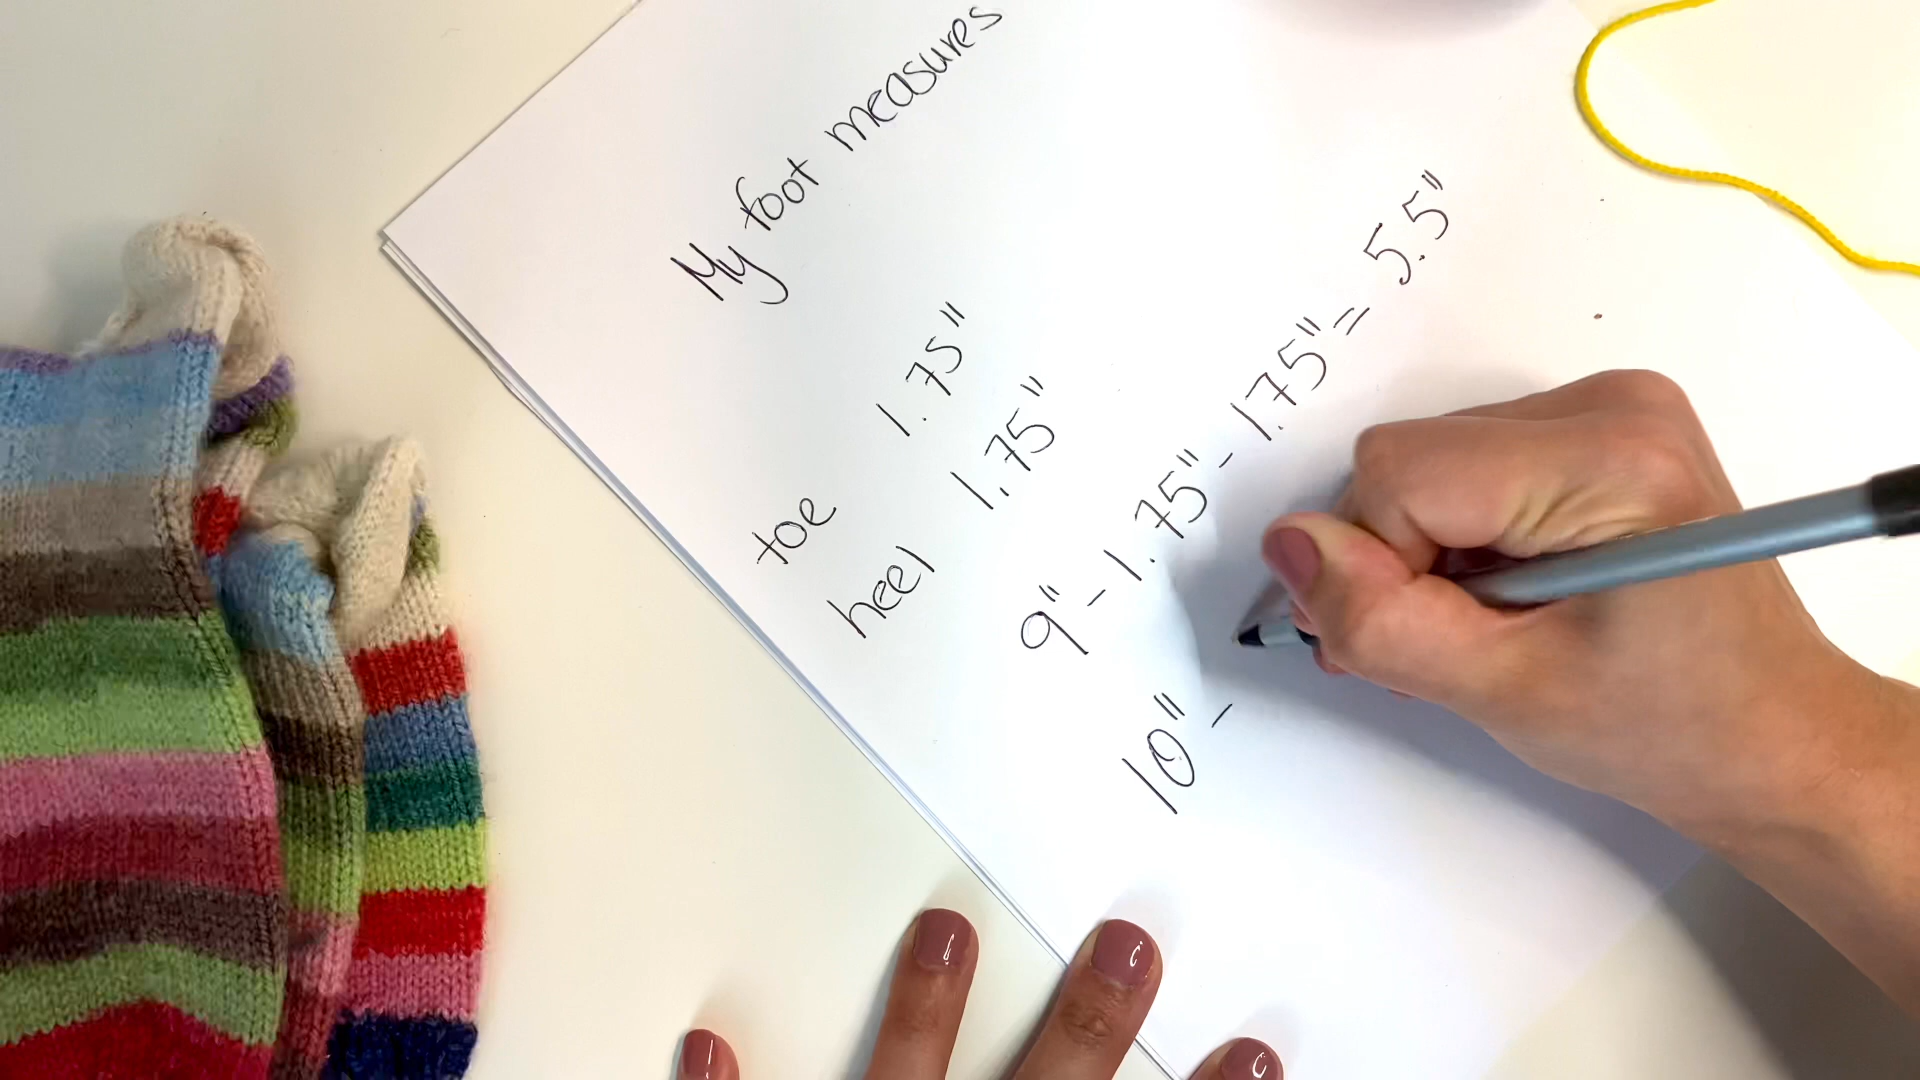 My foot measures
toe 1.75"
heel 1.75"
9" - 1.75" - 1.75" = 5.5"
10" -